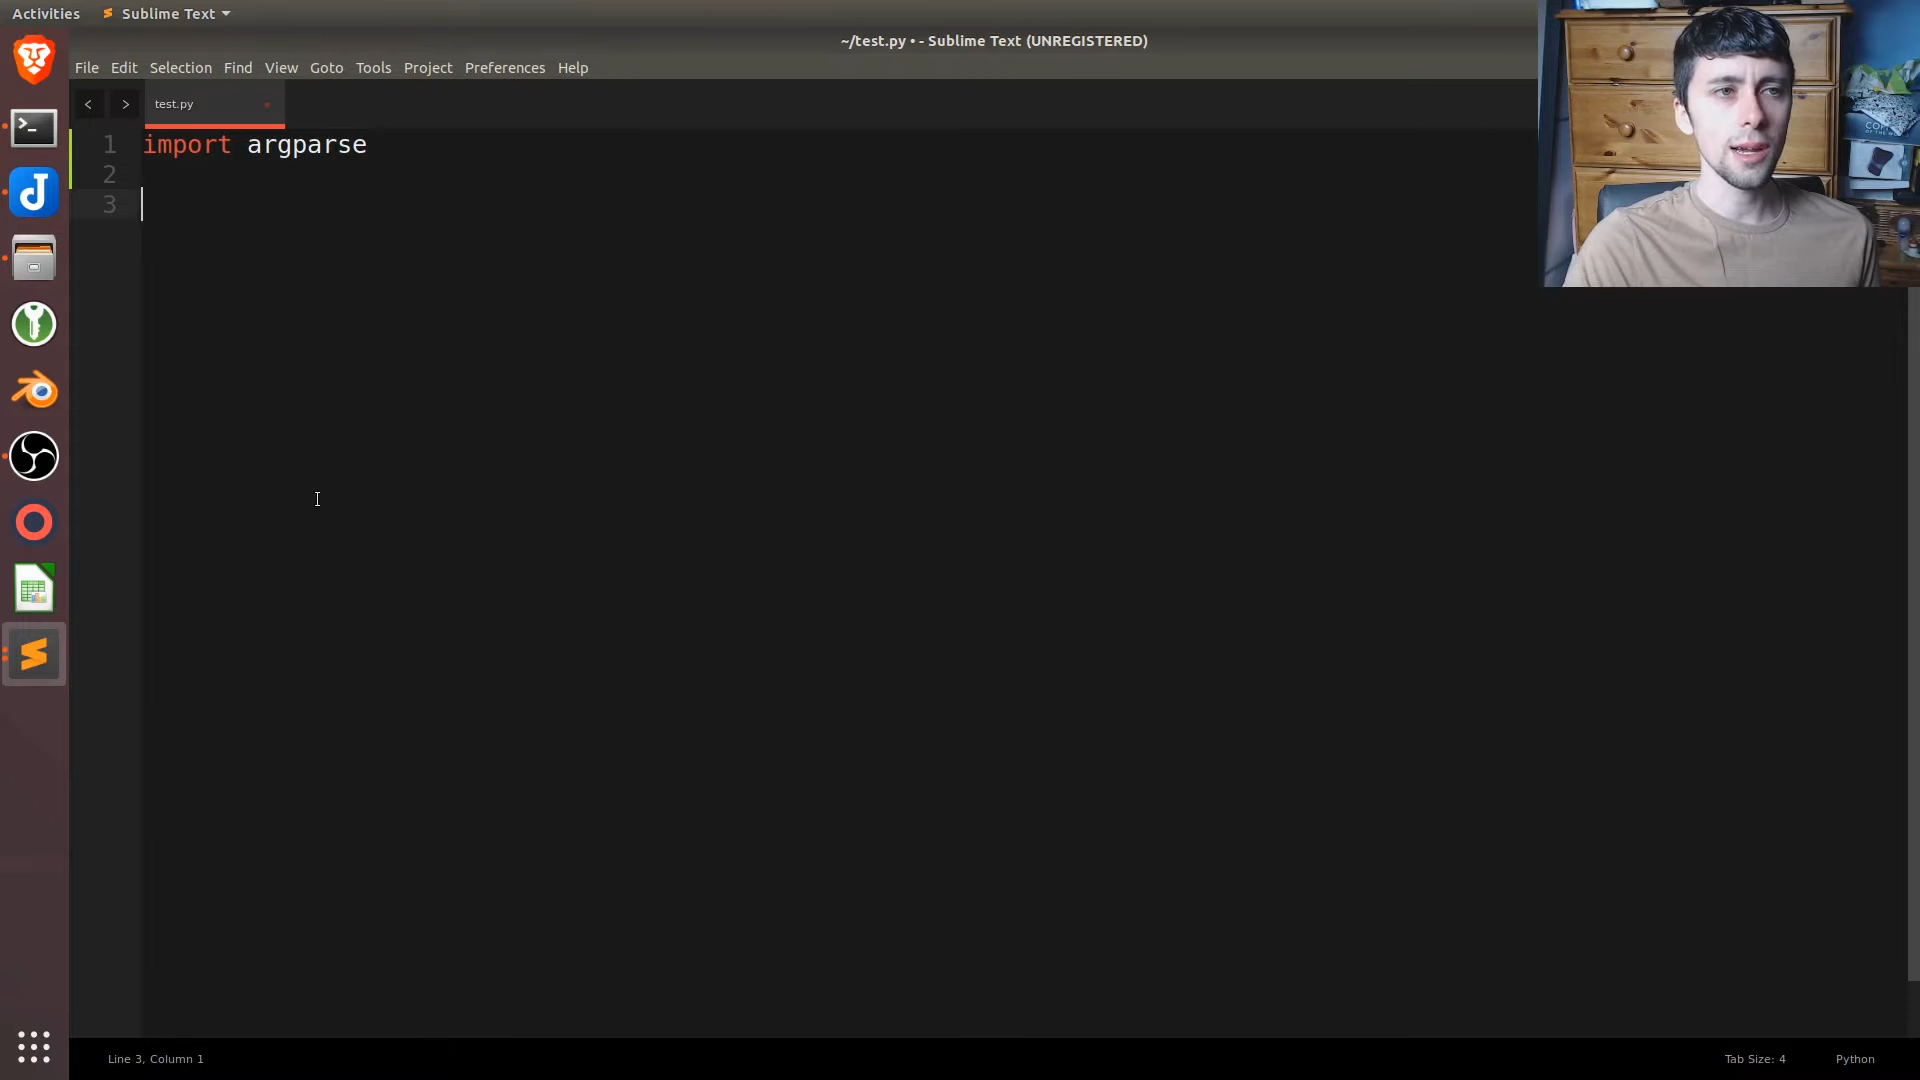 Activities Sublime Text
~/test.py • - Sublime Text (UNREGISTERED)
File Edit Selection Find View Goto Tools Project Preferences Help
< > test.py
1 import argparse
2
3
Line 3, Column 1 Tab Size: 4 Python